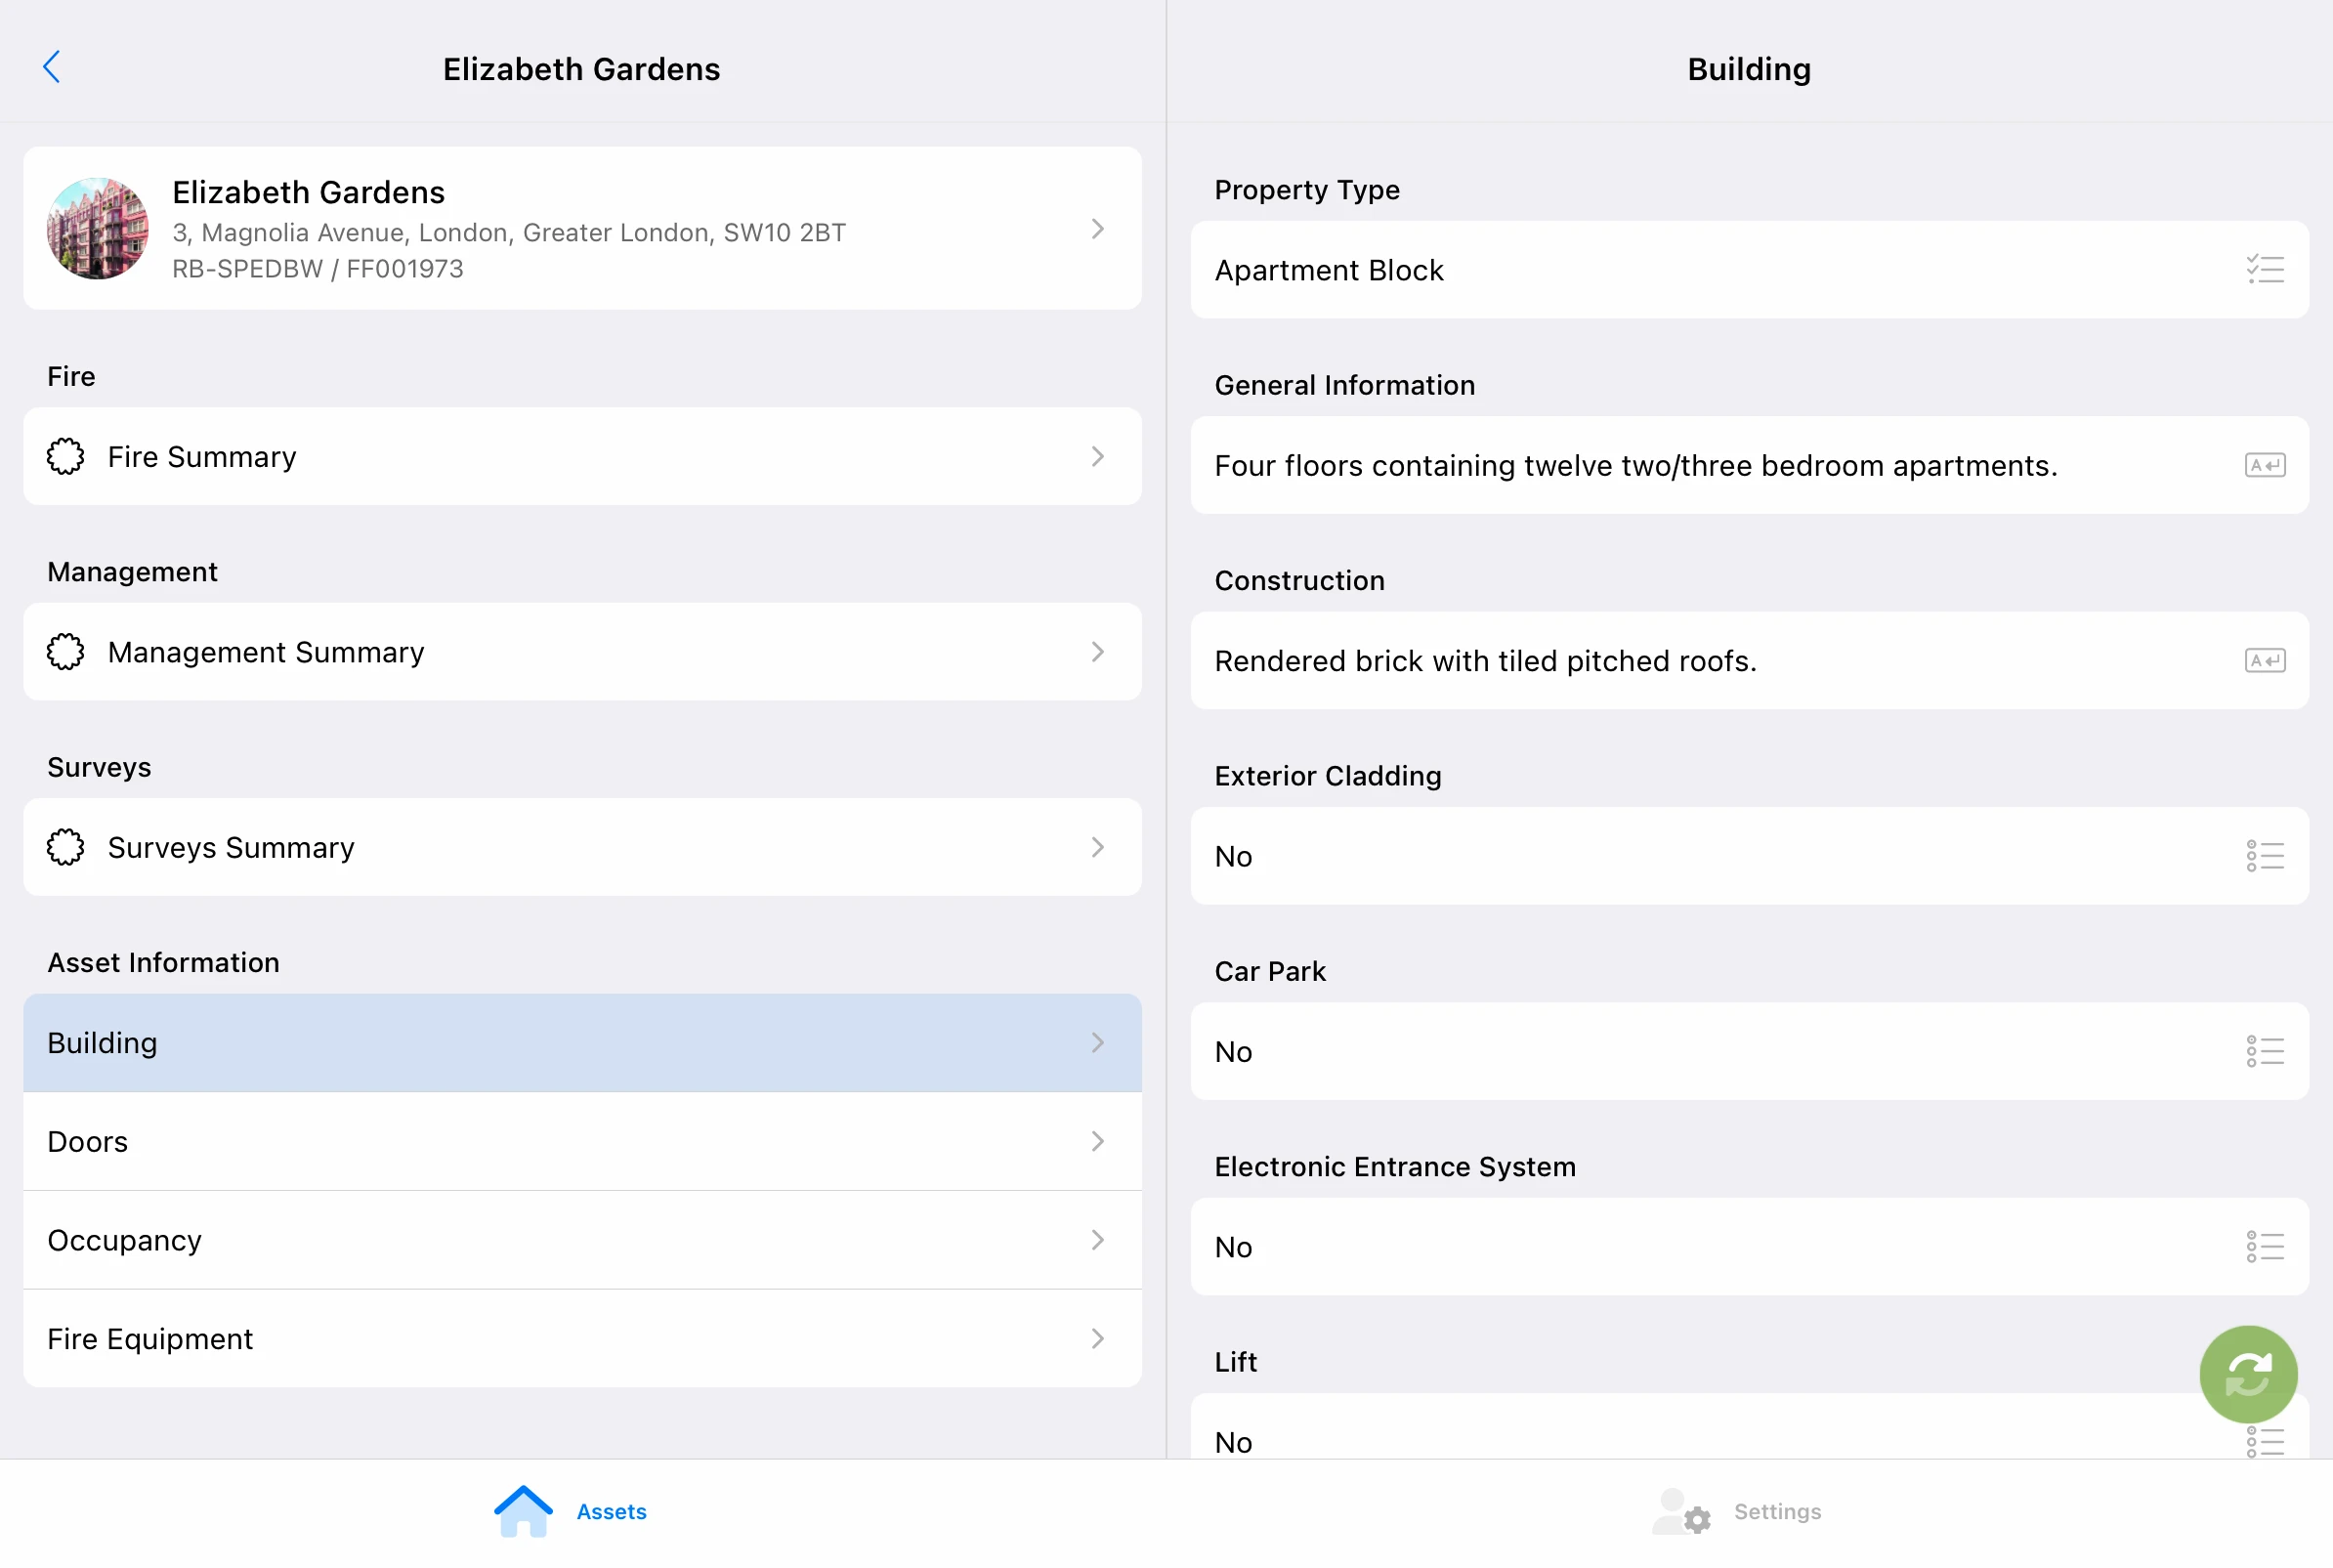 Elizabeth Gardens
Elizabeth Gardens
3, Magnolia Avenue, London, Greater London, SW10 2BT
RB-SPEDBW / FF001973
Fire
Fire Summary
Management
Management Summary
Surveys
Surveys Summary
Asset Information
Building
Doors
Occupancy
Fire Equipment
Building
Property Type
Apartment Block
General Information
Four floors containing twelve two/three bedroom apartments.
A
Construction
Rendered brick with tiled pitched roofs.
A
Exterior Cladding
No
Car Park
No
Electronic Entrance System
No
Lift
No
Assets
Settings